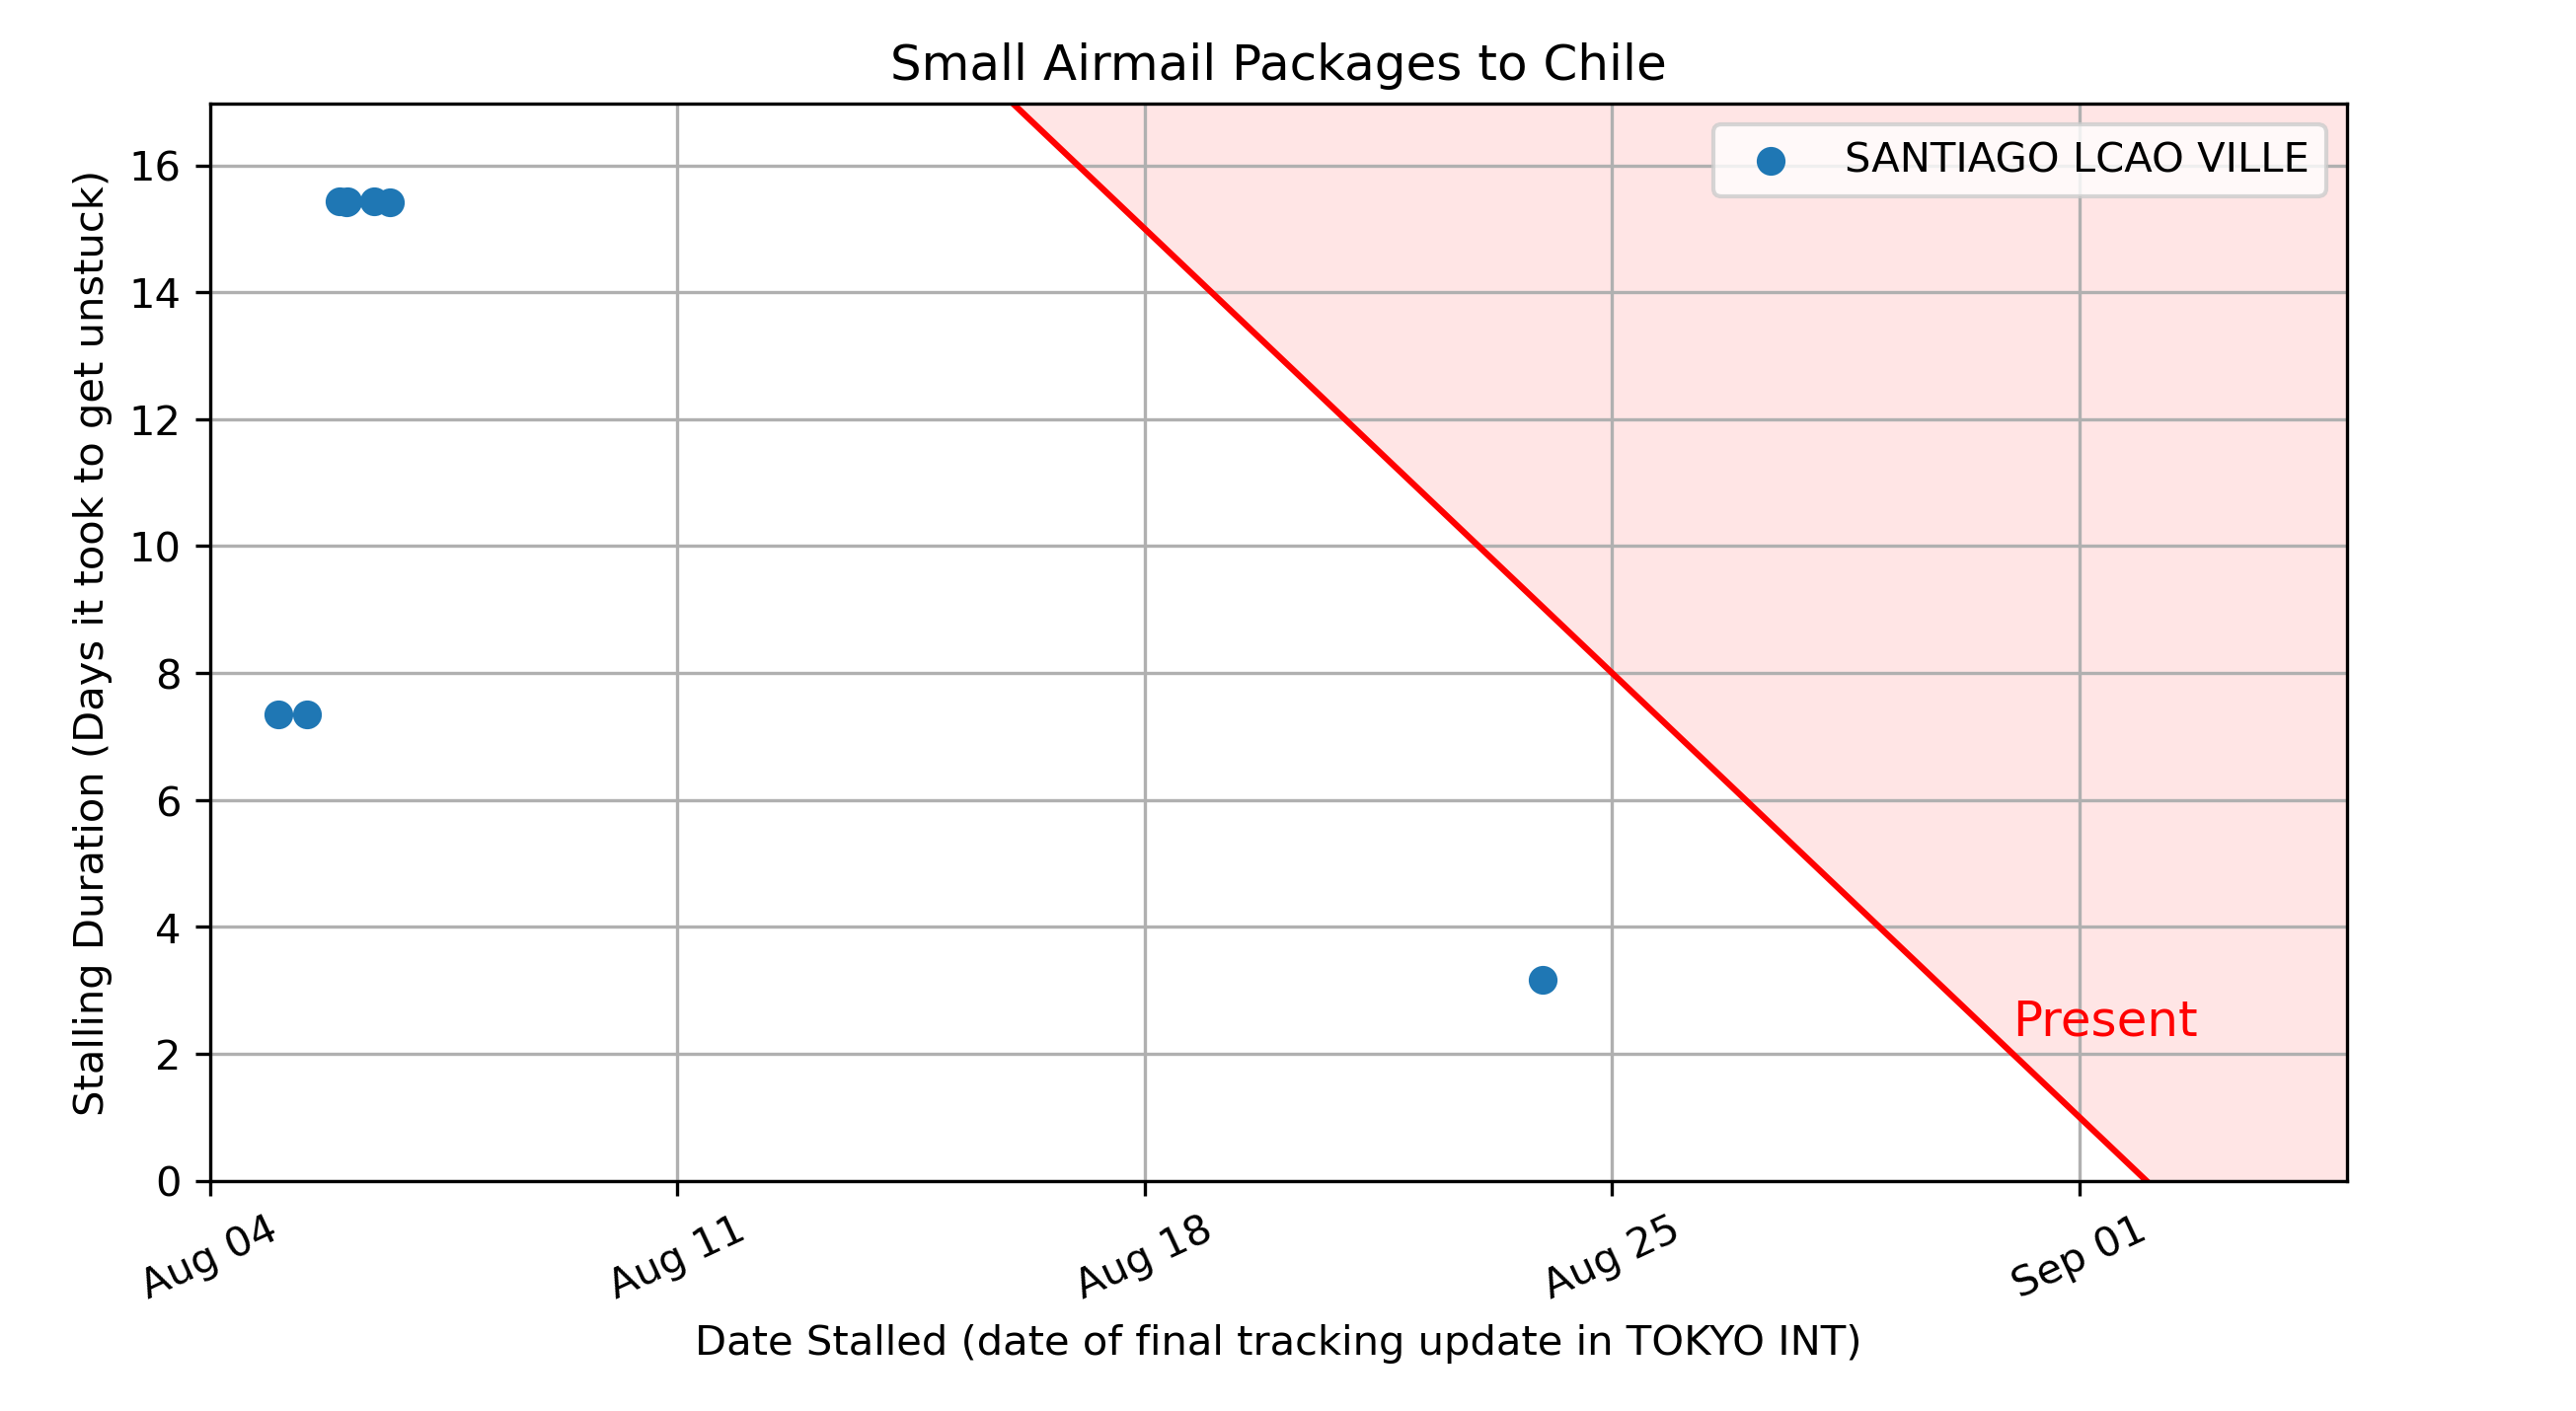 Small Airmail Packages to Chile
SANTIAGO LCAO VILLE
Stalling Duration (Days it took to get unstuck)
16
14
12
10
8
6
4
2
0
Present
Aug 04
Aug 11
Aug 18
Aug 25
Sep 01
Date Stalled (date of final tracking update in TOKYO INT)